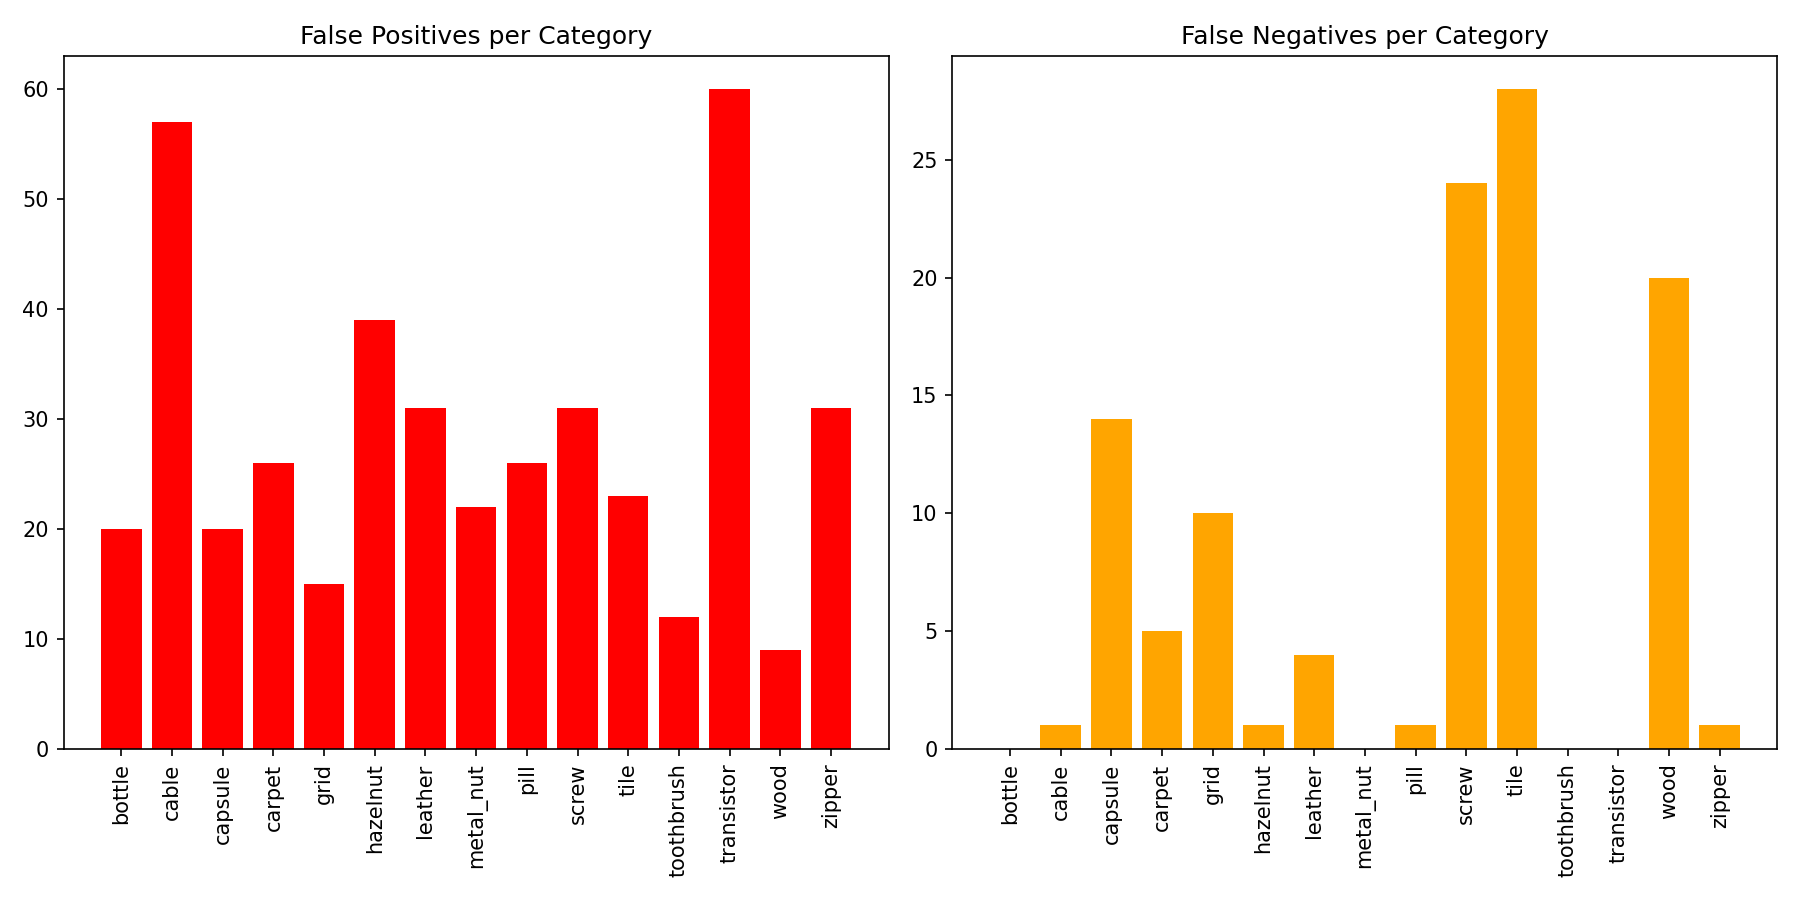 False Positives per Category
60
50
40
30
20
10
0
bottle
cable
capsule
carpet
grid
hazelnut
leather
metal_nut
pill
screw
tile
toothbrush
transistor
wood
zipper
False Negatives per Category
25
20
15
10
5
0
bottle
cable
capsule
carpet
grid
hazelnut
leather
metal_nut
pill
screw
tile
toothbrush
transistor
wood
zipper